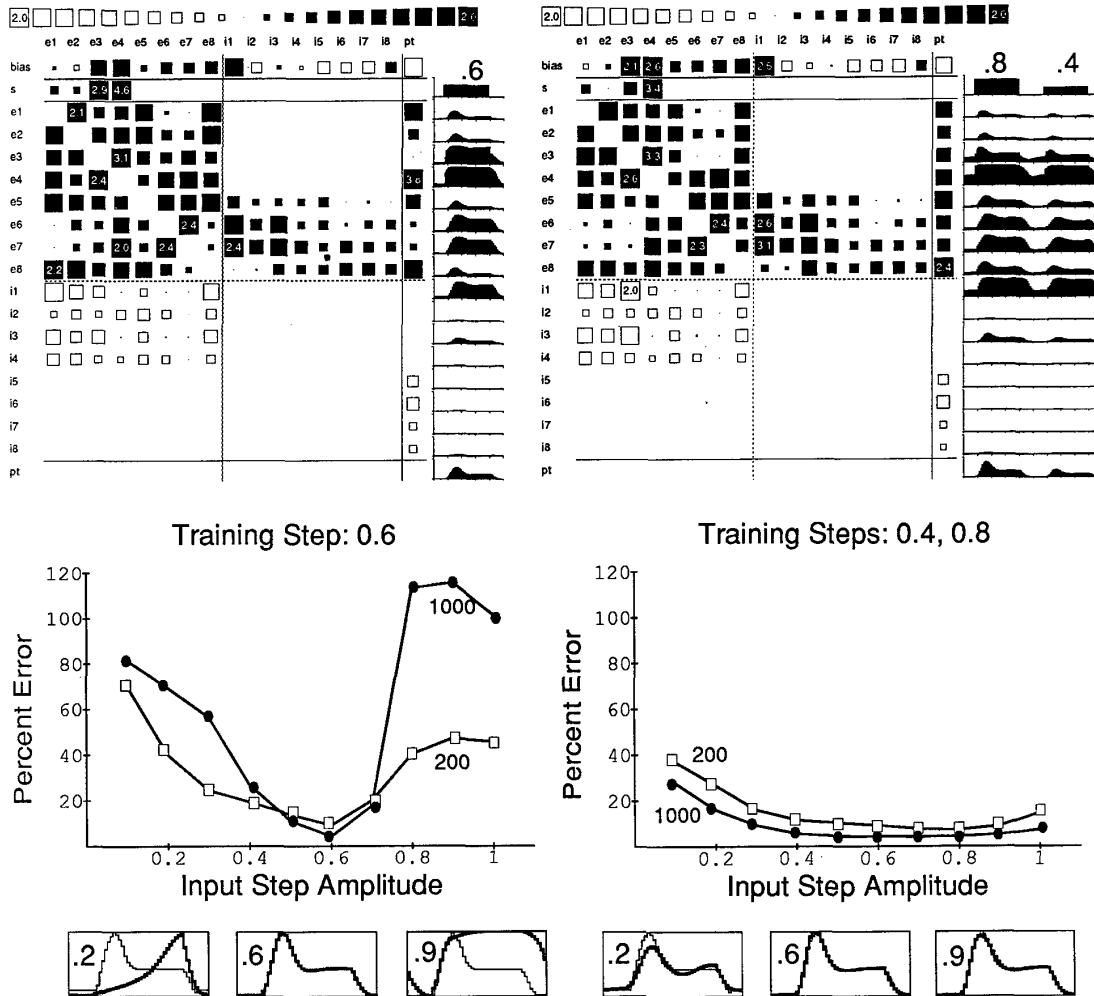 2.0 2.0
e1 e2 e3 e4 e5 e6 e7 e8 i1 i2 i3 i4 i5 i6 i7 i8 pt
bias .6
s 2.9 4.6
e1 2.1
e2
e3 3.1
e4 2.4 3.8
e5
e6 2.4
e7 2.0 2.4 2.4
e8 2.2
i1
i2
i3
i4
i5
i6
i7
i8
pt
2.0 2.0
e1 e2 e3 e4 e5 e6 e7 e8 i1 i2 i3 i4 i5 i6 i7 i8 pt
bias 2.1 2.6 2.5 .8 .4
s 3.4
e1
e2
e3 3.3
e4 2.6
e5
e6 2.4 2.6
e7 2.3 3.1
e8 2.4
i1 2.0
i2
i3
i4
i5
i6
i7
i8
pt
Training Step: 0.6
Percent Error
120
100
80
60
40
20
1000
200
0.2 0.4 0.6 0.8 1
Input Step Amplitude
.2 .6 .9
Training Steps: 0.4, 0.8
Percent Error
120
100
80
60
40
20
200
1000
0.2 0.4 0.6 0.8 1
Input Step Amplitude
.2 .6 .9